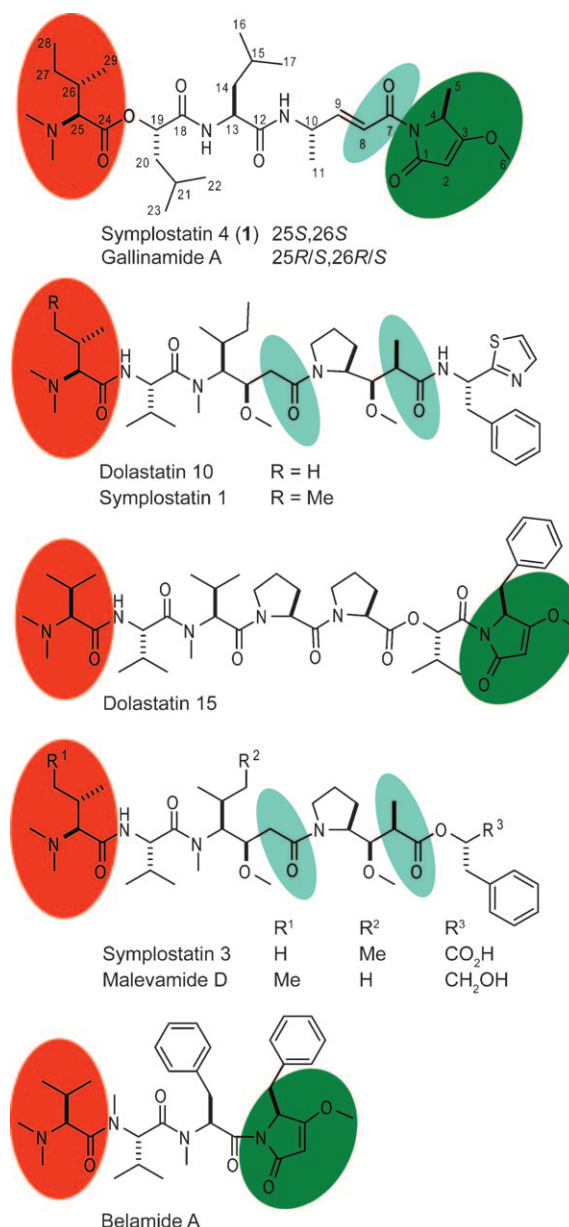 16
28
29
15
17
27
26
14
O
H
N
O
9
O
5
N
24
O
19
18
N
H
13
12
O
10
8
7
N
4
3
O
25
O
20
11
1
O
2
6
21
22
23
Symplostatin 4 (1) 25S,26S
Gallinamide A 25R/S,26R/S
R
H
N
O
S
N
H
N
N
O
N
O
O
O
O
N
Dolastatin 10 R = H
Symplostatin 1 R = Me
H
N
O
N
N
O
O
N
O
N
O
N
O
O
O
O
O
Dolastatin 15
R¹
R²
H
N
O
N
O
R³
N
O
N
O
O
O
O
R¹ R² R³
Symplostatin 3 H Me CO₂H
Malevamide D Me H CH₂OH
N
O
O
N
N
O
N
O
N
O
O
Belamide A